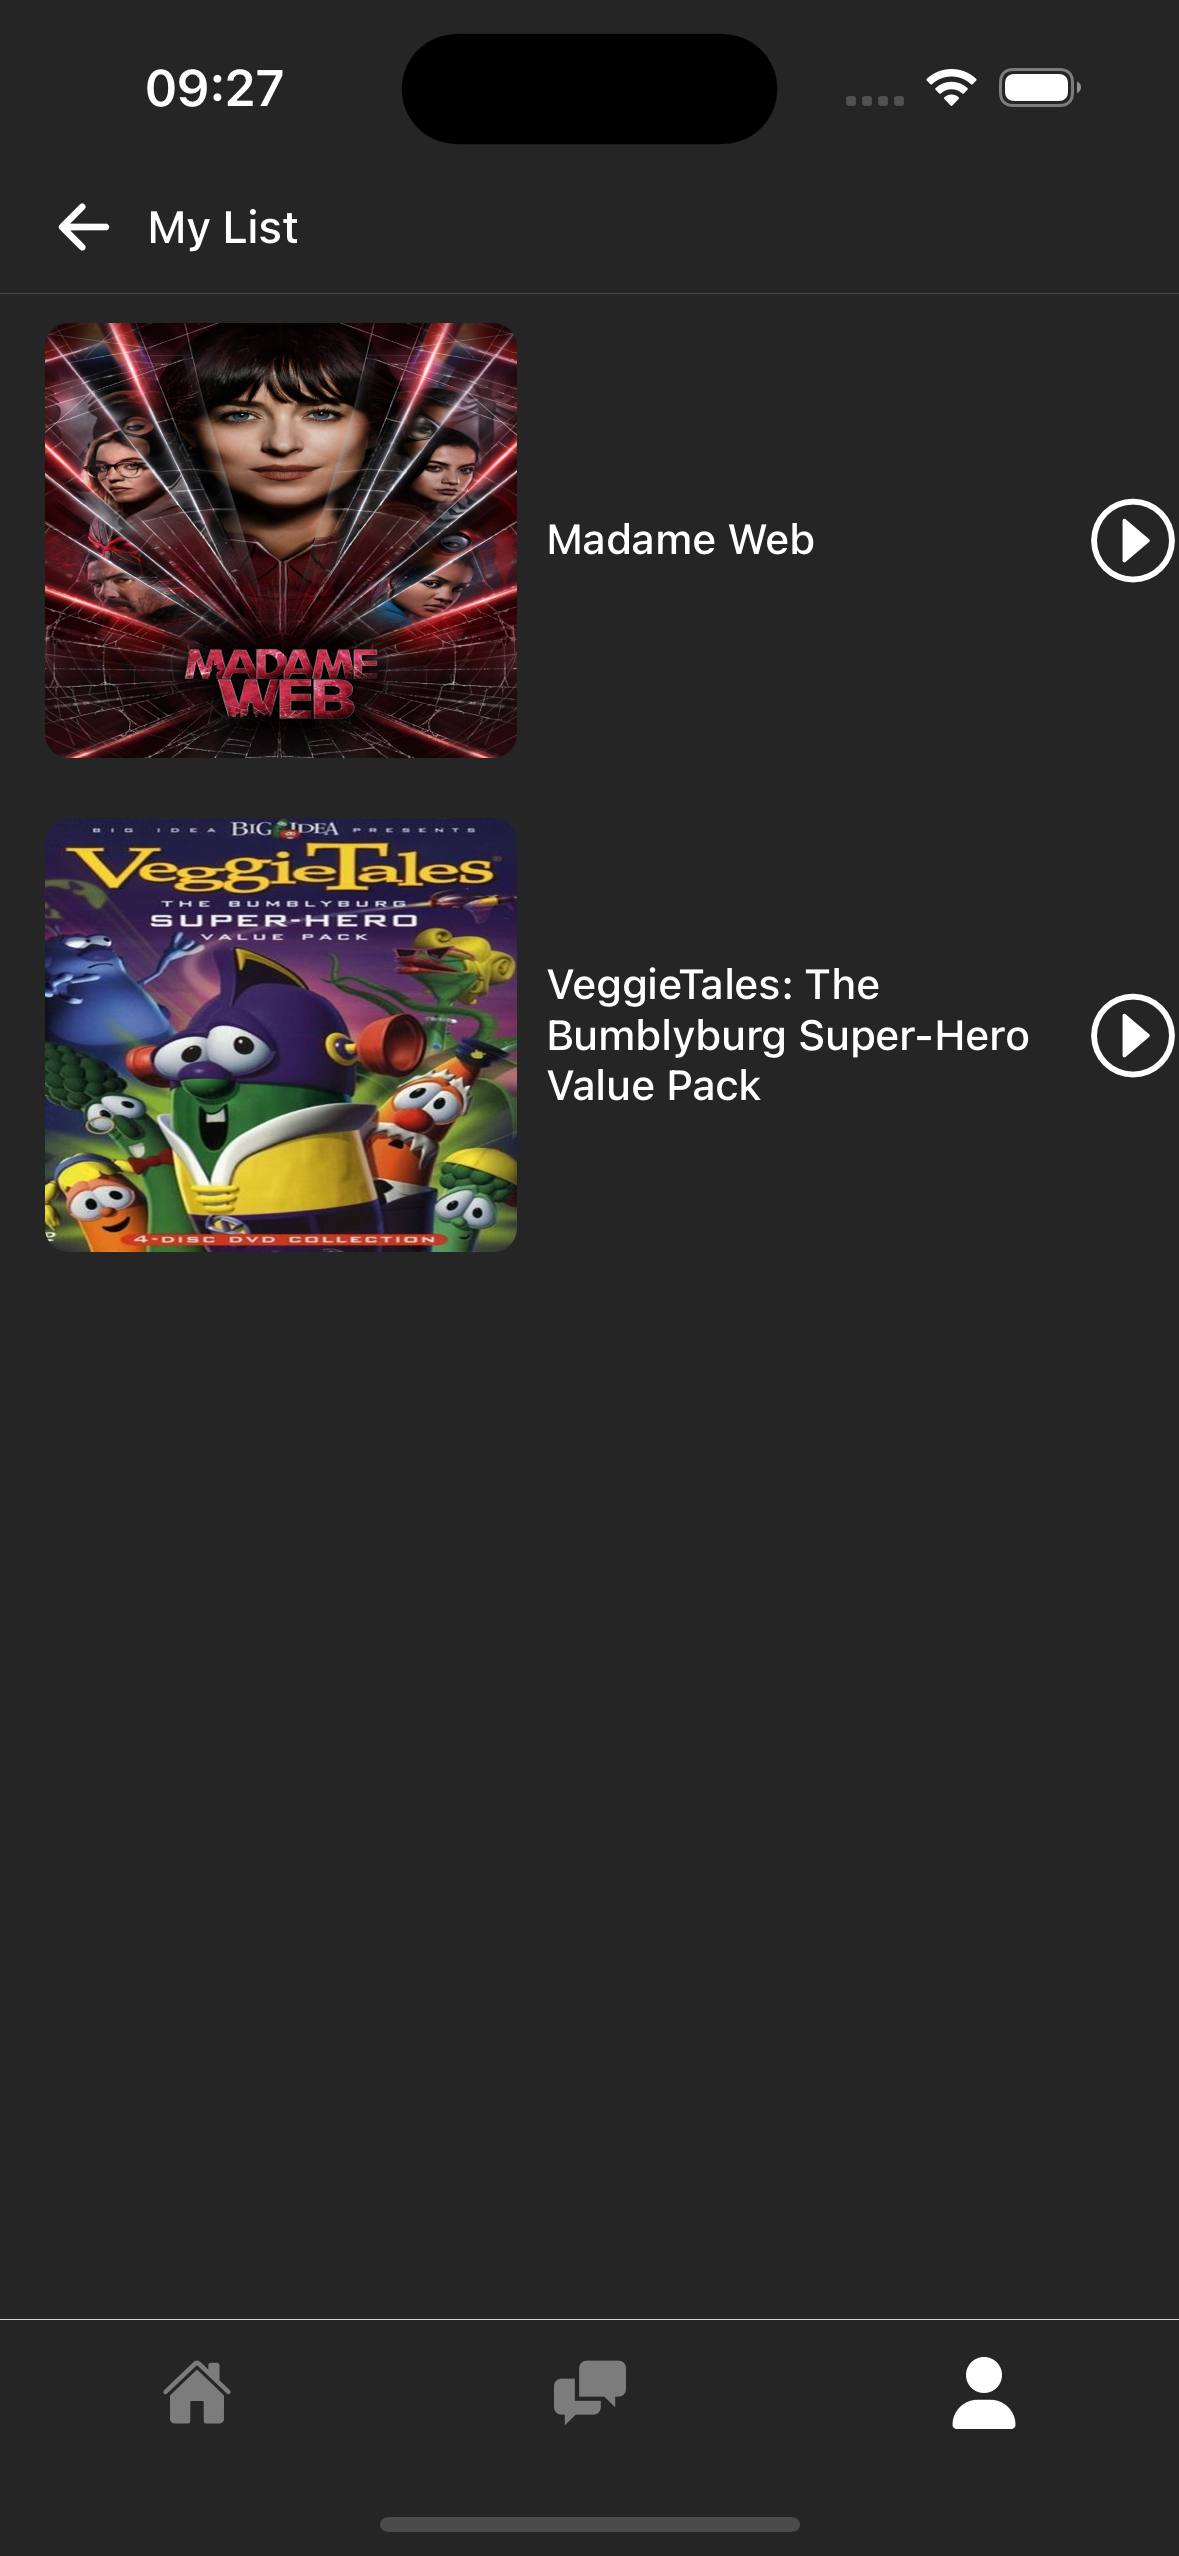 09:27
My List
MADAME
WEB
Madame Web
BIG IDEA BIG IDEA PRESENTS
VeggieTales
THE BUMBLYBURG
SUPER-HERO
VALUE PACK
4-DISC DVD COLLECTION
VeggieTales: The
Bumblyburg Super-Hero
Value Pack